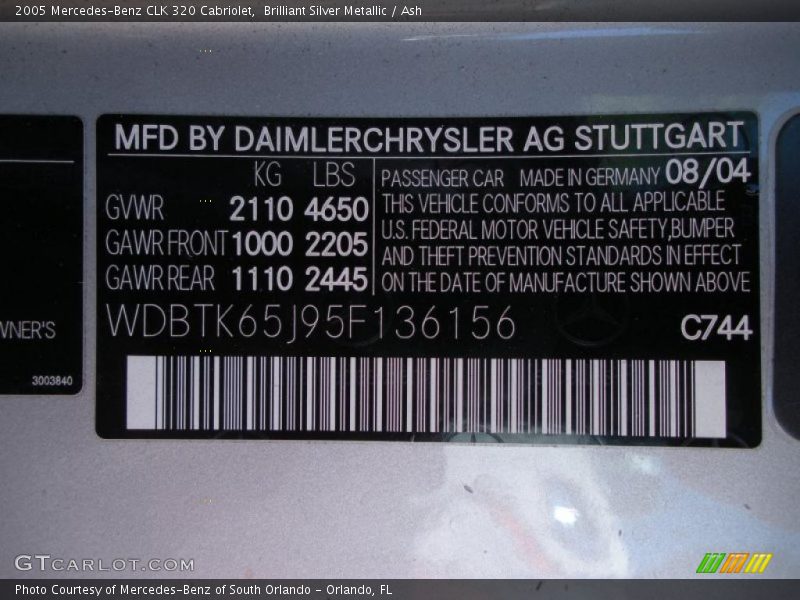 2005 Mercedes-Benz CLK 320 Cabriolet,  Brilliant Silver Metallic / Ash
MFD BY DAIMLERCHRYSLER AG STUTTGART
KG LBS
GVWR 2110 4650
GAWR FRONT 1000 2205
GAWR REAR 1110 2445
PASSENGER CAR MADE IN GERMANY 08/04
THIS VEHICLE CONFORMS TO ALL APPLICABLE
U.S. FEDERAL MOTOR VEHICLE SAFETY,BUMPER
AND THEFT PREVENTION STANDARDS IN EFFECT
ON THE DATE OF MANUFACTURE SHOWN ABOVE
WDBTK65J95F136156
C744
WNER'S
3003840
GTCARLOT.COM
Photo Courtesy of Mercedes-Benz of South Orlando - Orlando, FL